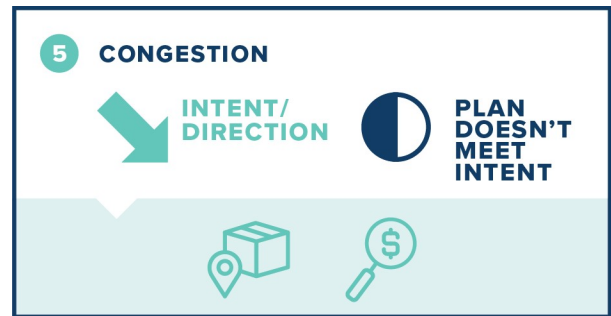 5 CONGESTION
INTENT/
DIRECTION
PLAN
DOESN'T
MEET
INTENT
$